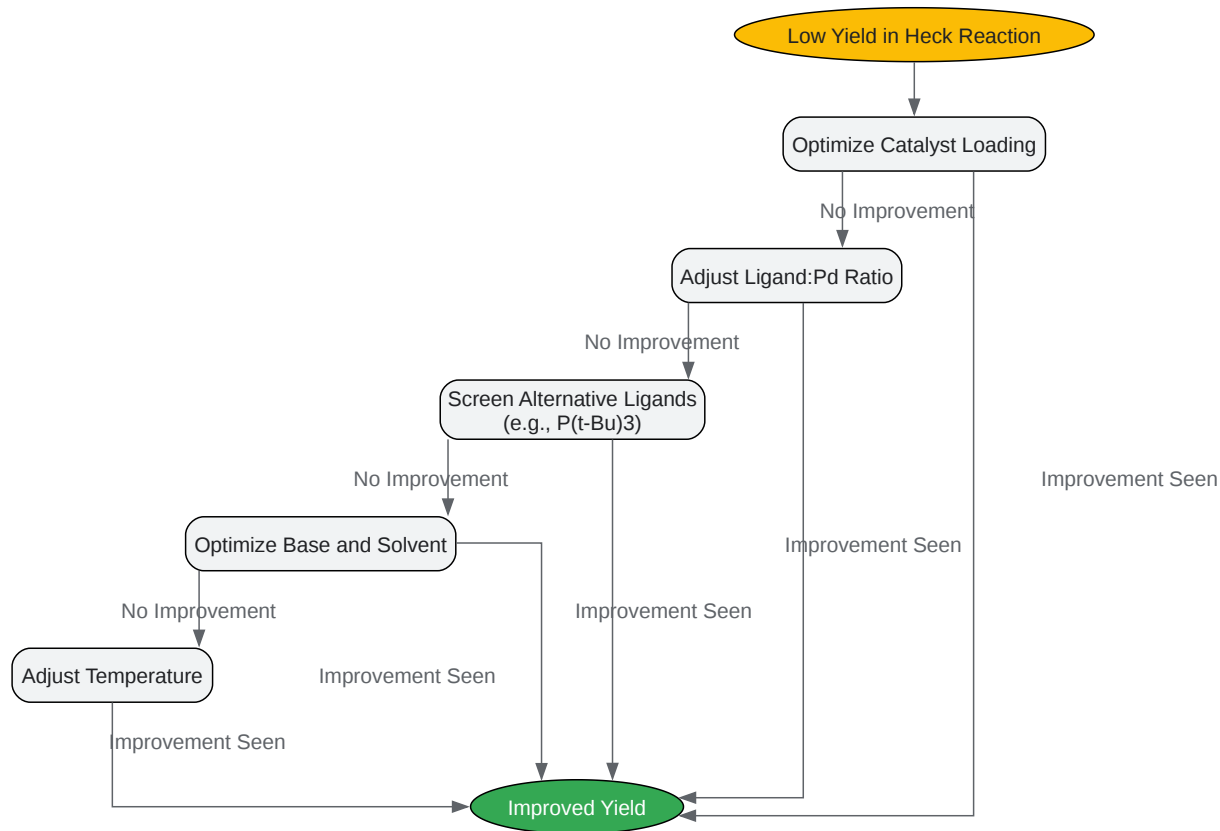 Low Yield in Heck Reaction
Optimize Catalyst Loading
No Improvement
Adjust Ligand:Pd Ratio
No Improvement
Screen Alternative Ligands
(e.g., P(t-Bu)3)
No Improvement
Improvement Seen
Optimize Base and Solvent
Improvement Seen
No Improvement
Improvement Seen
Adjust Temperature
Improvement Seen
Improvement Seen
Improved Yield